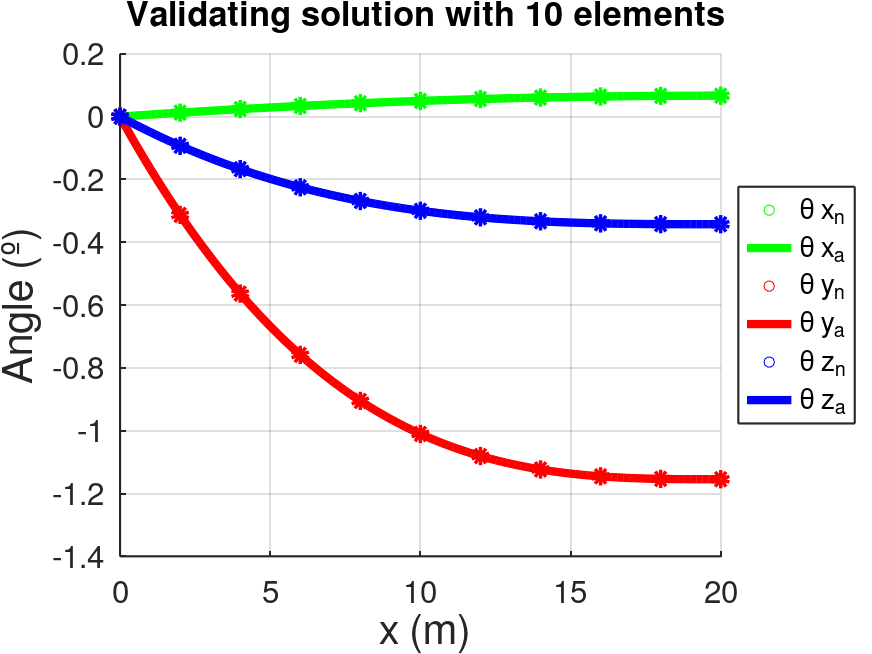 Validating solution with 10 elements
0.2
0
-0.2
-0.4
-0.6
-0.8
-1
-1.2
-1.4
Angle (º)
0 5 10 15 20
x (m)
θ xn
θ xa
θ yn
θ ya
θ zn
θ za